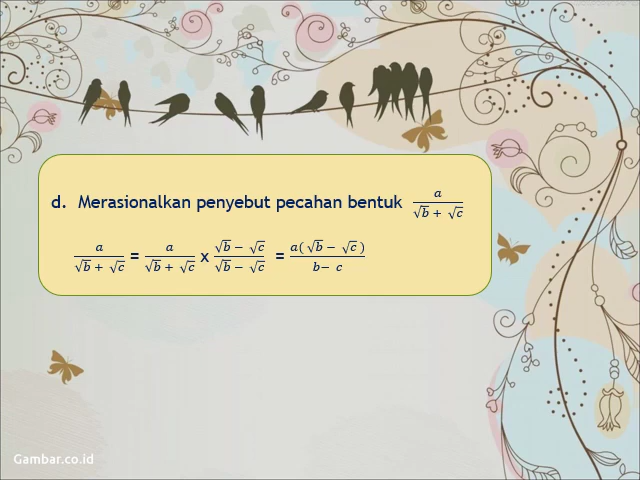 d. Merasionalkan penyebut pecahan bentuk a/(√b + √c)
a/(√b + √c) = a/(√b + √c) x (√b − √c)/(√b − √c) = a( √b − √c )/(b− c)
Gambar.co.id